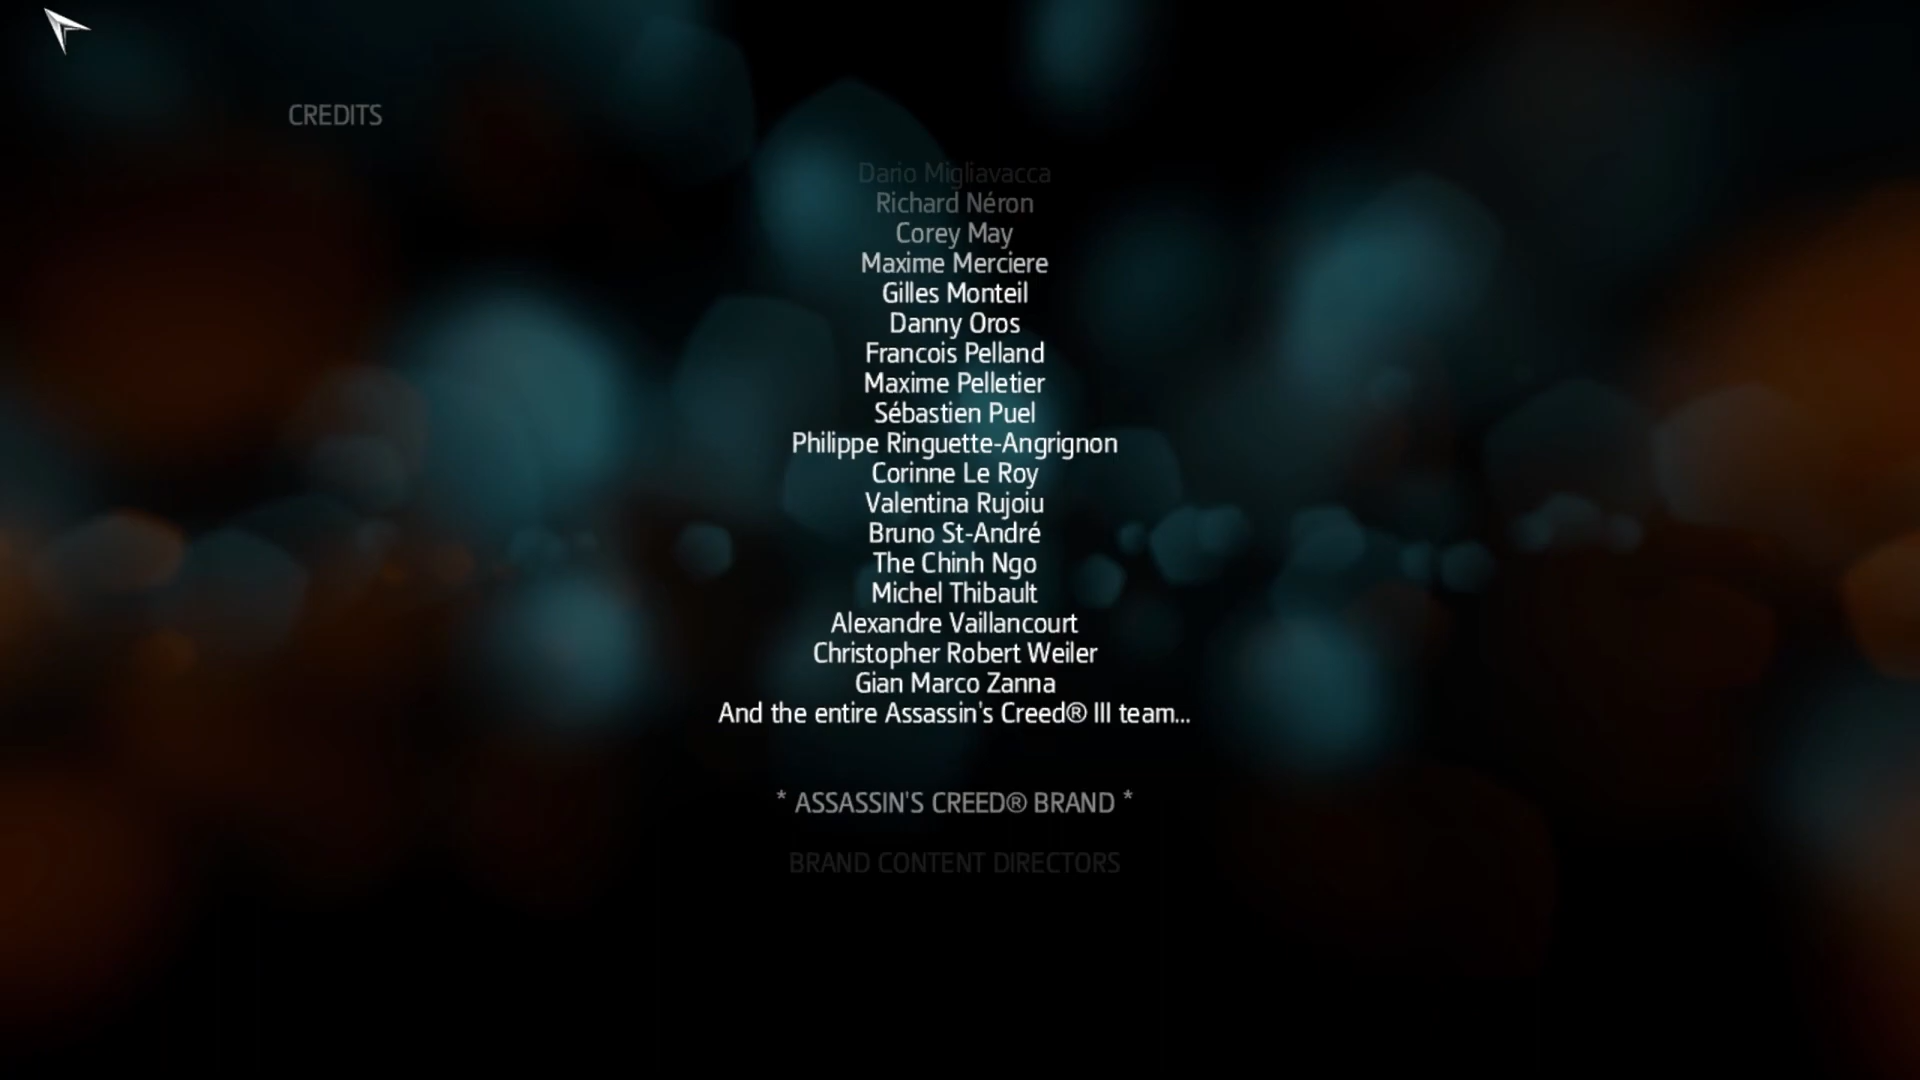 CREDITS
Dario Migliavacca
Richard Néron
Corey May
Maxime Merciere
Gilles Monteil
Danny Oros
Francois Pelland
Maxime Pelletier
Sébastien Puel
Philippe Ringuette-Angrignon
Corinne Le Roy
Valentina Rujoiu
Bruno St-André
The Chinh Ngo
Michel Thibault
Alexandre Vaillancourt
Christopher Robert Weiler
Gian Marco Zanna
And the entire Assassin's Creed® III team...
* ASSASSIN'S CREED® BRAND *
BRAND CONTENT DIRECTORS